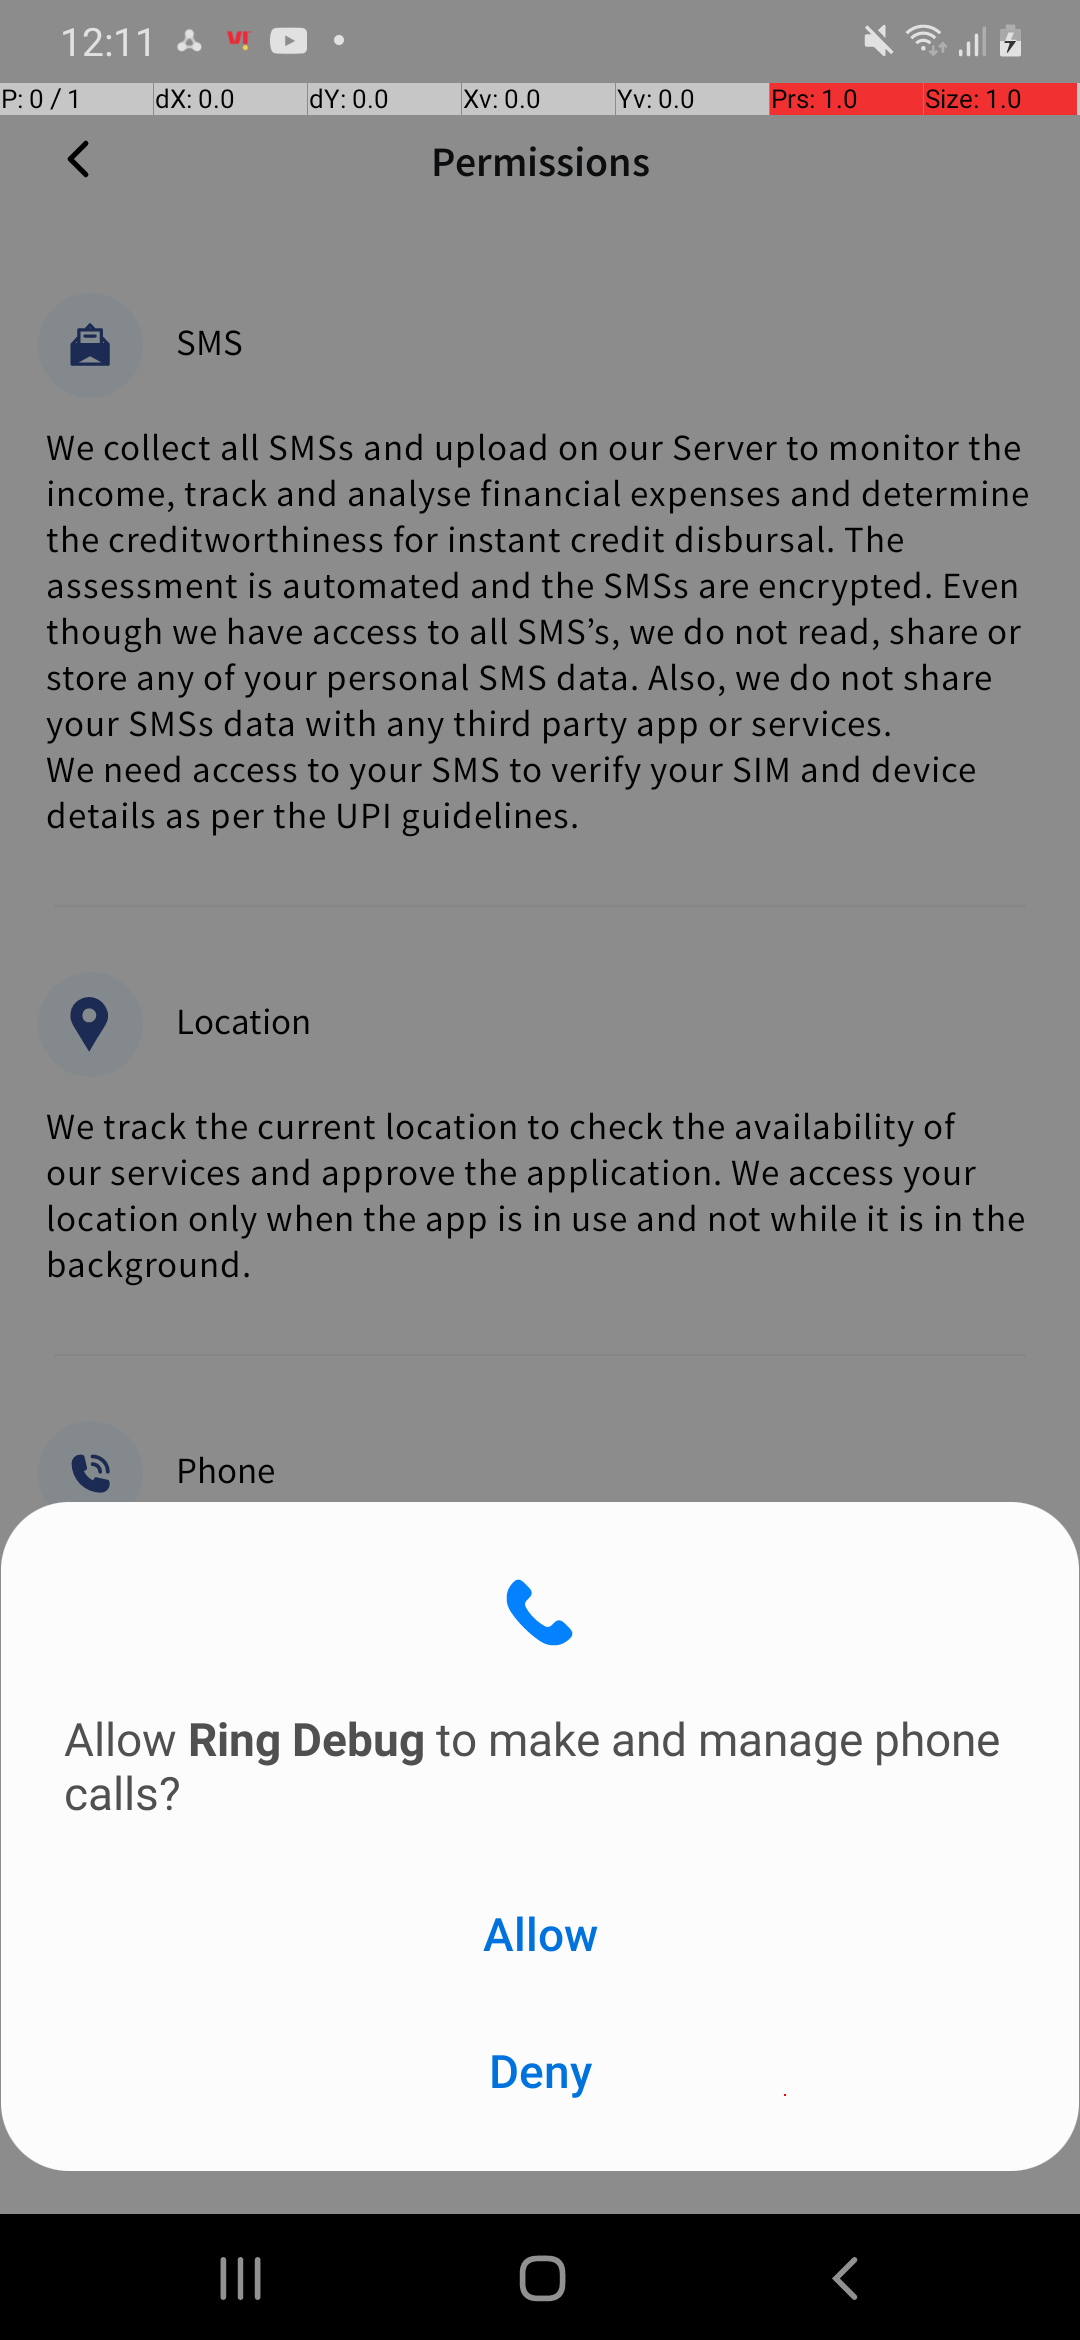 12:11
P: 0 / 1 dX: 0.0 dY: 0.0 Xv: 0.0 Yv: 0.0 Prs: 1.0 Size: 1.0
Permissions
SMS
We collect all SMSs and upload on our Server to monitor the
income, track and analyse financial expenses and determine
the creditworthiness for instant credit disbursal. The
assessment is automated and the SMSs are encrypted. Even
though we have access to all SMS’s, we do not read, share or
store any of your personal SMS data. Also, we do not share
your SMSs data with any third party app or services.
We need access to your SMS to verify your SIM and device
details as per the UPI guidelines.
Location
We track the current location to check the availability of
our services and approve the application. We access your
location only when the app is in use and not while it is in the
background.
Phone
Allow Ring Debug to make and manage phone
calls?
Allow
Deny